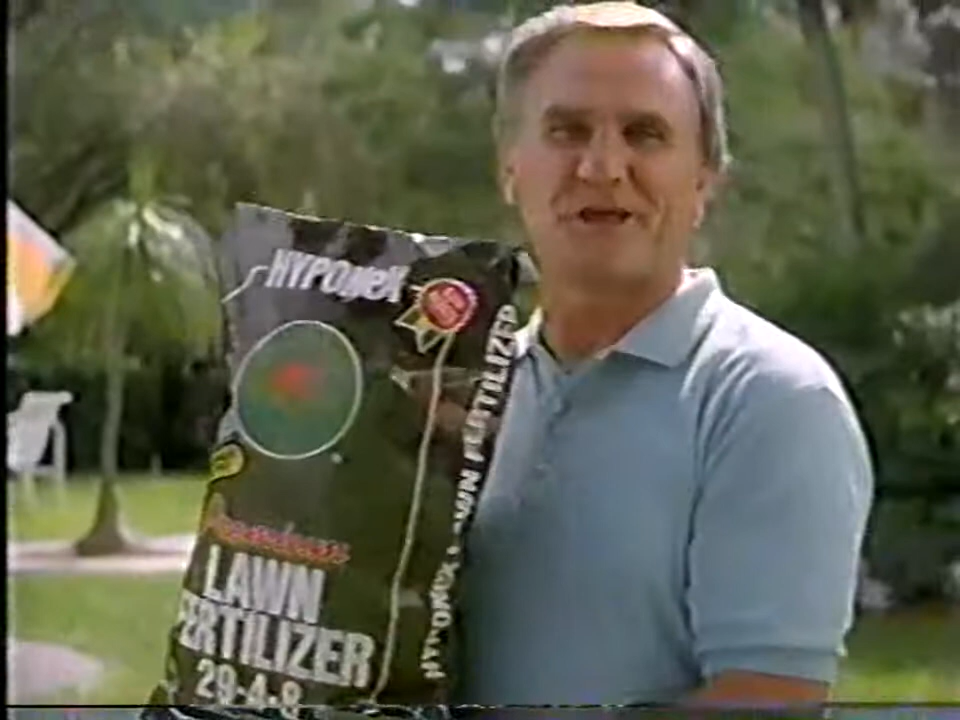 HYPONeX
LAWN
FERTILIZER
29-4-8
HYPONEX LAWN FERTILIZER